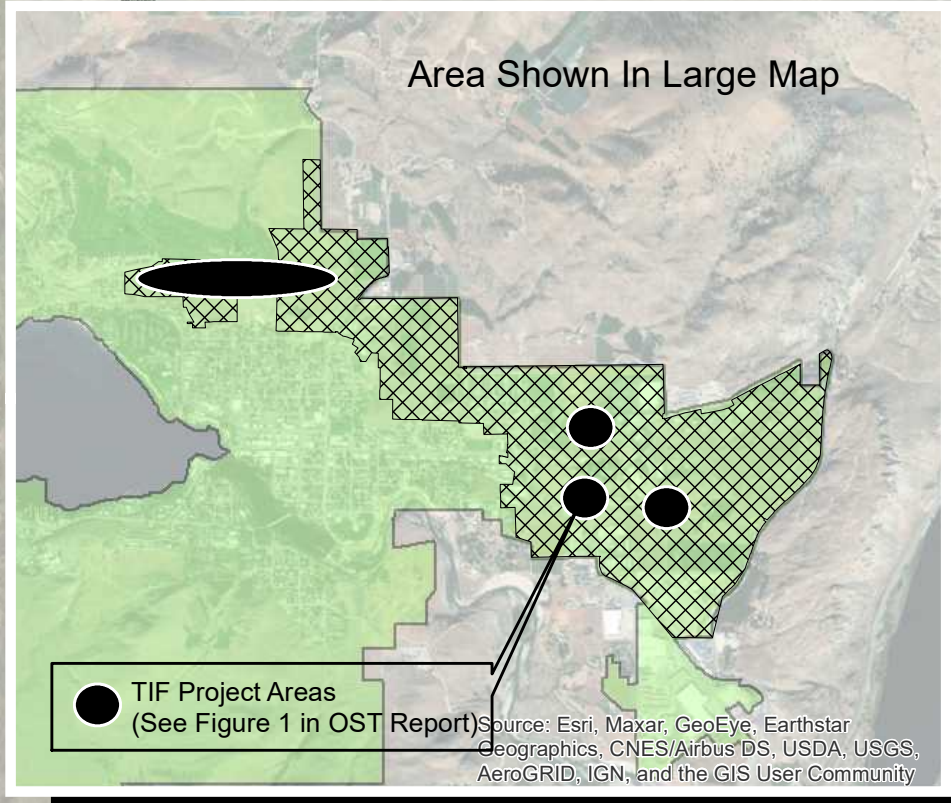 Area Shown In Large Map
TIF Project Areas
(See Figure 1 in OST Report)
Source: Esri, Maxar, GeoEye, Earthstar
Geographics, CNES/Airbus DS, USDA, USGS,
AeroGRID, IGN, and the GIS User Community